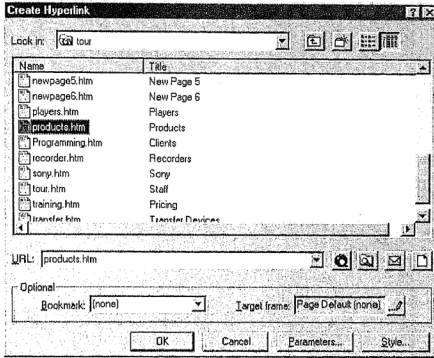 Create Hyperlink
Look in: tour
Name Title
newpage5.htm New Page 5
newpage6.htm New Page 6
players.htm Players
products.htm Products
Programming.htm Clients
recorder.htm Recorders
sony.htm Sony
tour.htm Staff
training.htm Pricing
transfer.htm Transfer Devices
URL: products.htm
Optional
Bookmark: (none) Target frame: Page Default (none)
OK Cancel Parameters... Style...